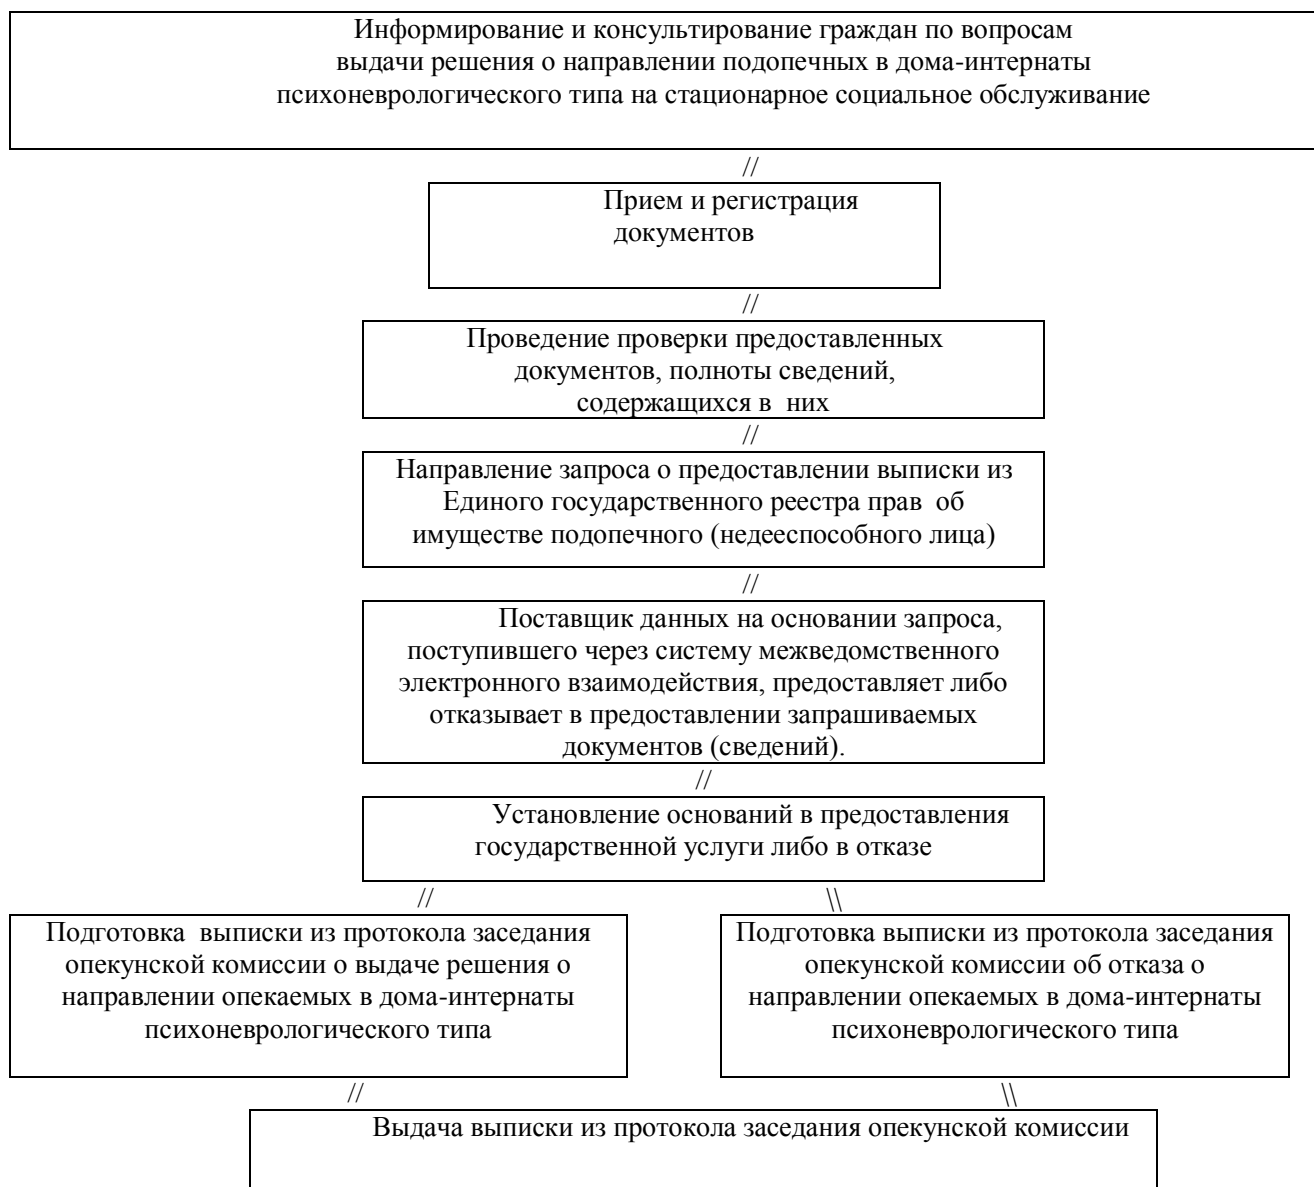 Информирование и консультирование граждан по вопросам
выдачи решения о направлении подопечных в дома-интернаты
психоневрологического типа на стационарное социальное обслуживание
//
Прием и регистрация
документов
//
Проведение проверки предоставленных
документов, полноты сведений,
содержащихся в них
//
Направление запроса о предоставлении выписки из
Единого государственного реестра прав об
имуществе подопечного (недееспособного лица)
//
Поставщик данных на основании запроса,
поступившего через систему межведомственного
электронного взаимодействия, предоставляет либо
отказывает в предоставлении запрашиваемых
документов (сведений).
//
Установление оснований в предоставления
государственной услуги либо в отказе
// \\
Подготовка выписки из протокола заседания
опекунской комиссии о выдаче решения о
направлении опекаемых в дома-интернаты
психоневрологического типа
Подготовка выписки из протокола заседания
опекунской комиссии об отказа о
направлении опекаемых в дома-интернаты
психоневрологического типа
// \\
Выдача выписки из протокола заседания опекунской комиссии